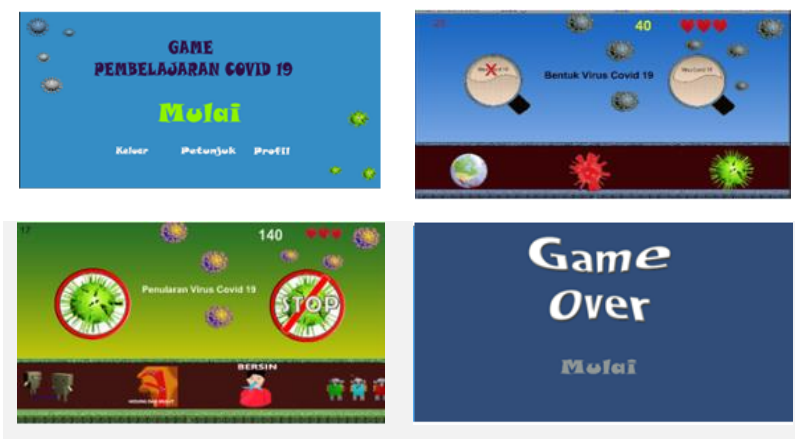 GAME
PEMBELAJARAN COVID 19
Mulai
Keluar Petunjuk Profil
40
Bentuk Virus Covid 19
17
140
Penularan Virus Covid 19
STOP
BERSIN
Game
Over
Mulai